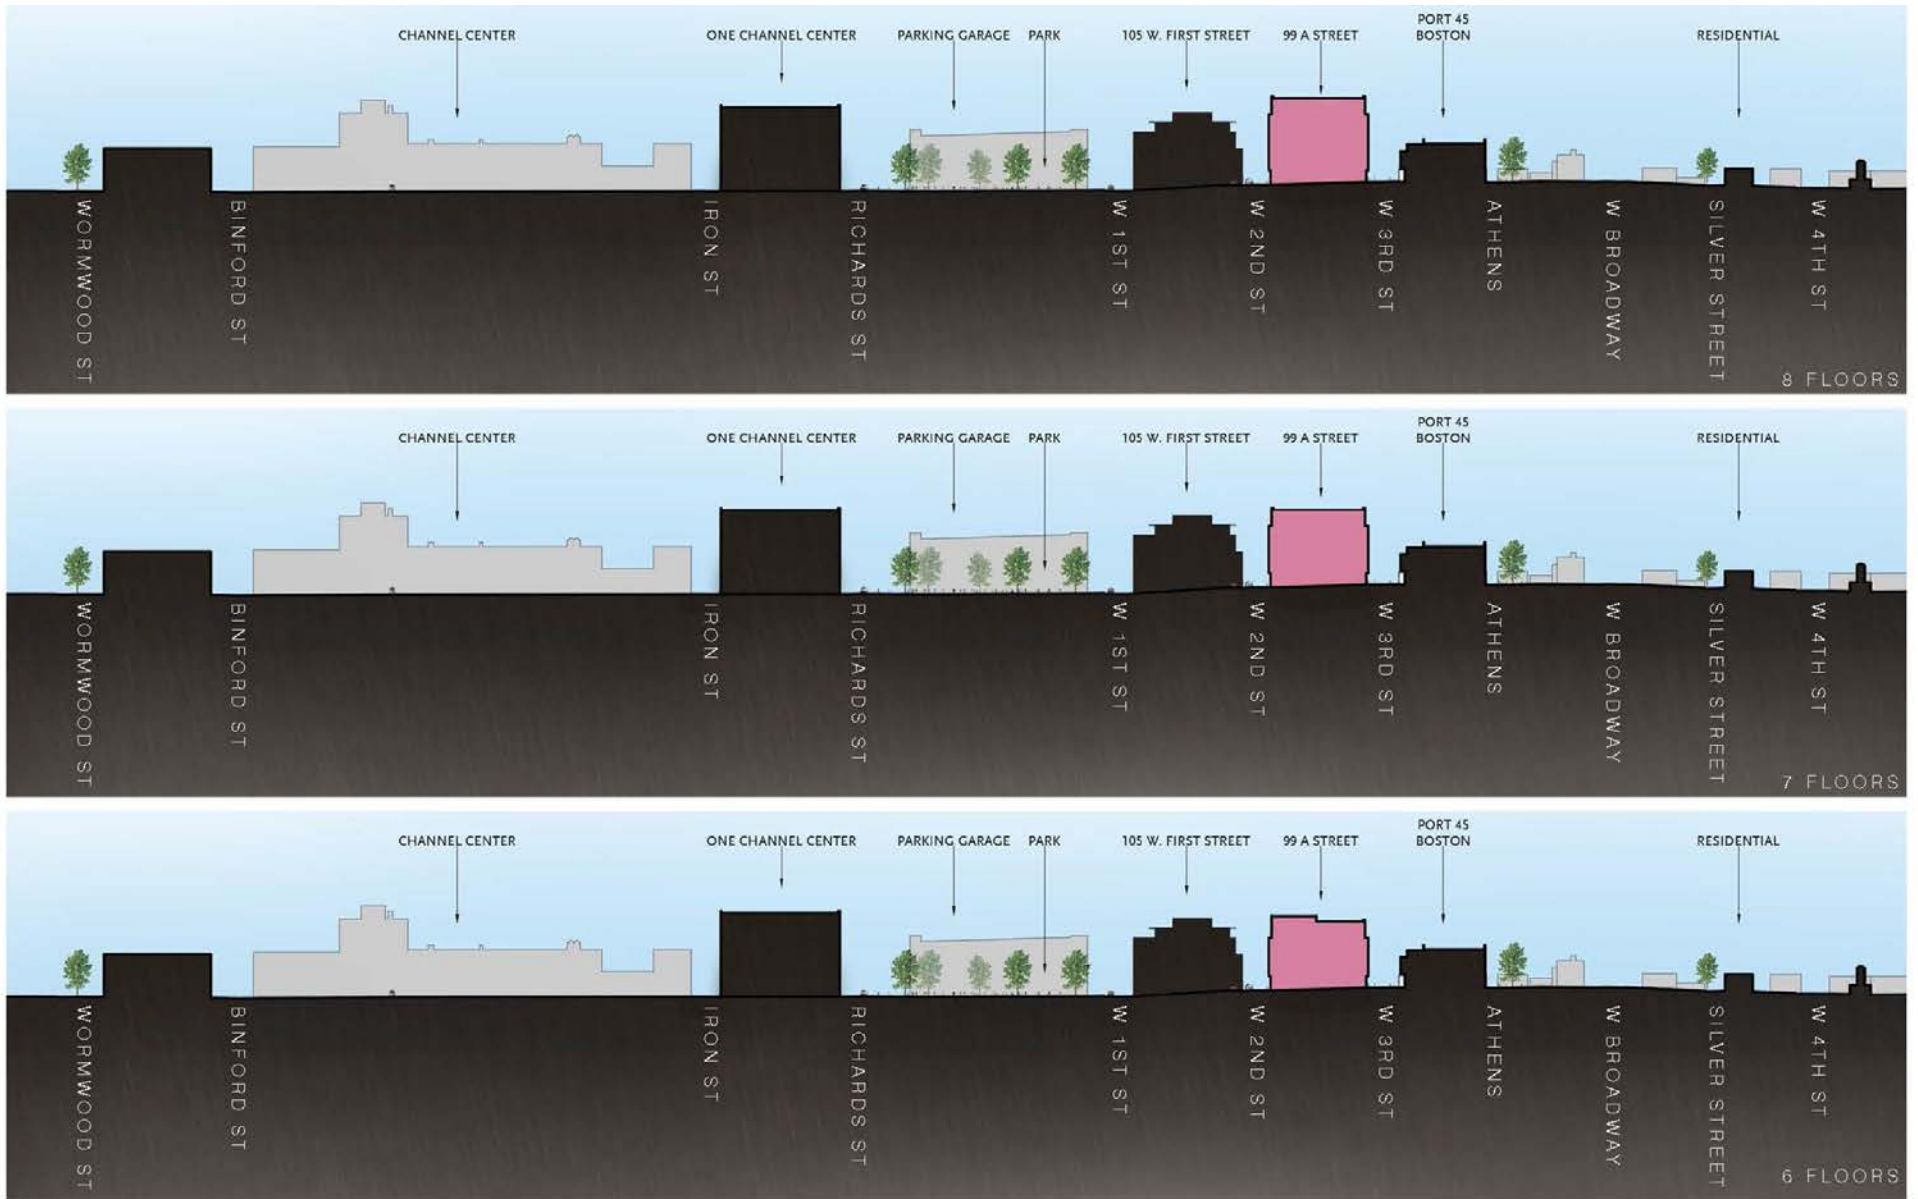 CHANNEL CENTER
ONE CHANNEL CENTER
PARKING GARAGE
PARK
105 W. FIRST STREET
99 A STREET
PORT 45
BOSTON
RESIDENTIAL
WORMWOOD ST
BINFORD ST
IRON ST
RICHARDS ST
W 1ST ST
W 2ND ST
W 3RD ST
ATHENS
W BROADWAY
SILVER STREET
W 4TH ST
8 FLOORS
CHANNEL CENTER
ONE CHANNEL CENTER
PARKING GARAGE
PARK
105 W. FIRST STREET
99 A STREET
PORT 45
BOSTON
RESIDENTIAL
WORMWOOD ST
BINFORD ST
IRON ST
RICHARDS ST
W 1ST ST
W 2ND ST
W 3RD ST
ATHENS
W BROADWAY
SILVER STREET
W 4TH ST
7 FLOORS
CHANNEL CENTER
ONE CHANNEL CENTER
PARKING GARAGE
PARK
105 W. FIRST STREET
99 A STREET
PORT 45
BOSTON
RESIDENTIAL
WORMWOOD ST
BINFORD ST
IRON ST
RICHARDS ST
W 1ST ST
W 2ND ST
W 3RD ST
ATHENS
W BROADWAY
SILVER STREET
W 4TH ST
6 FLOORS